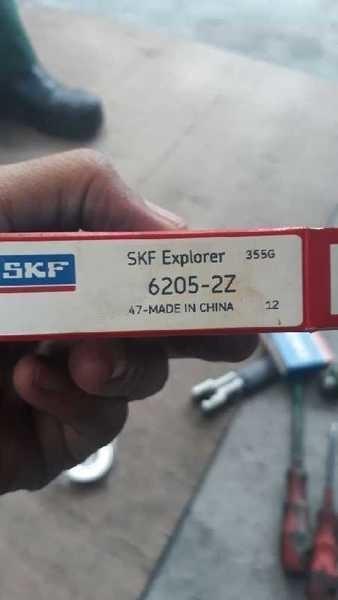 SKF
SKF Explorer 355G
6205-2Z
47-MADE IN CHINA 12